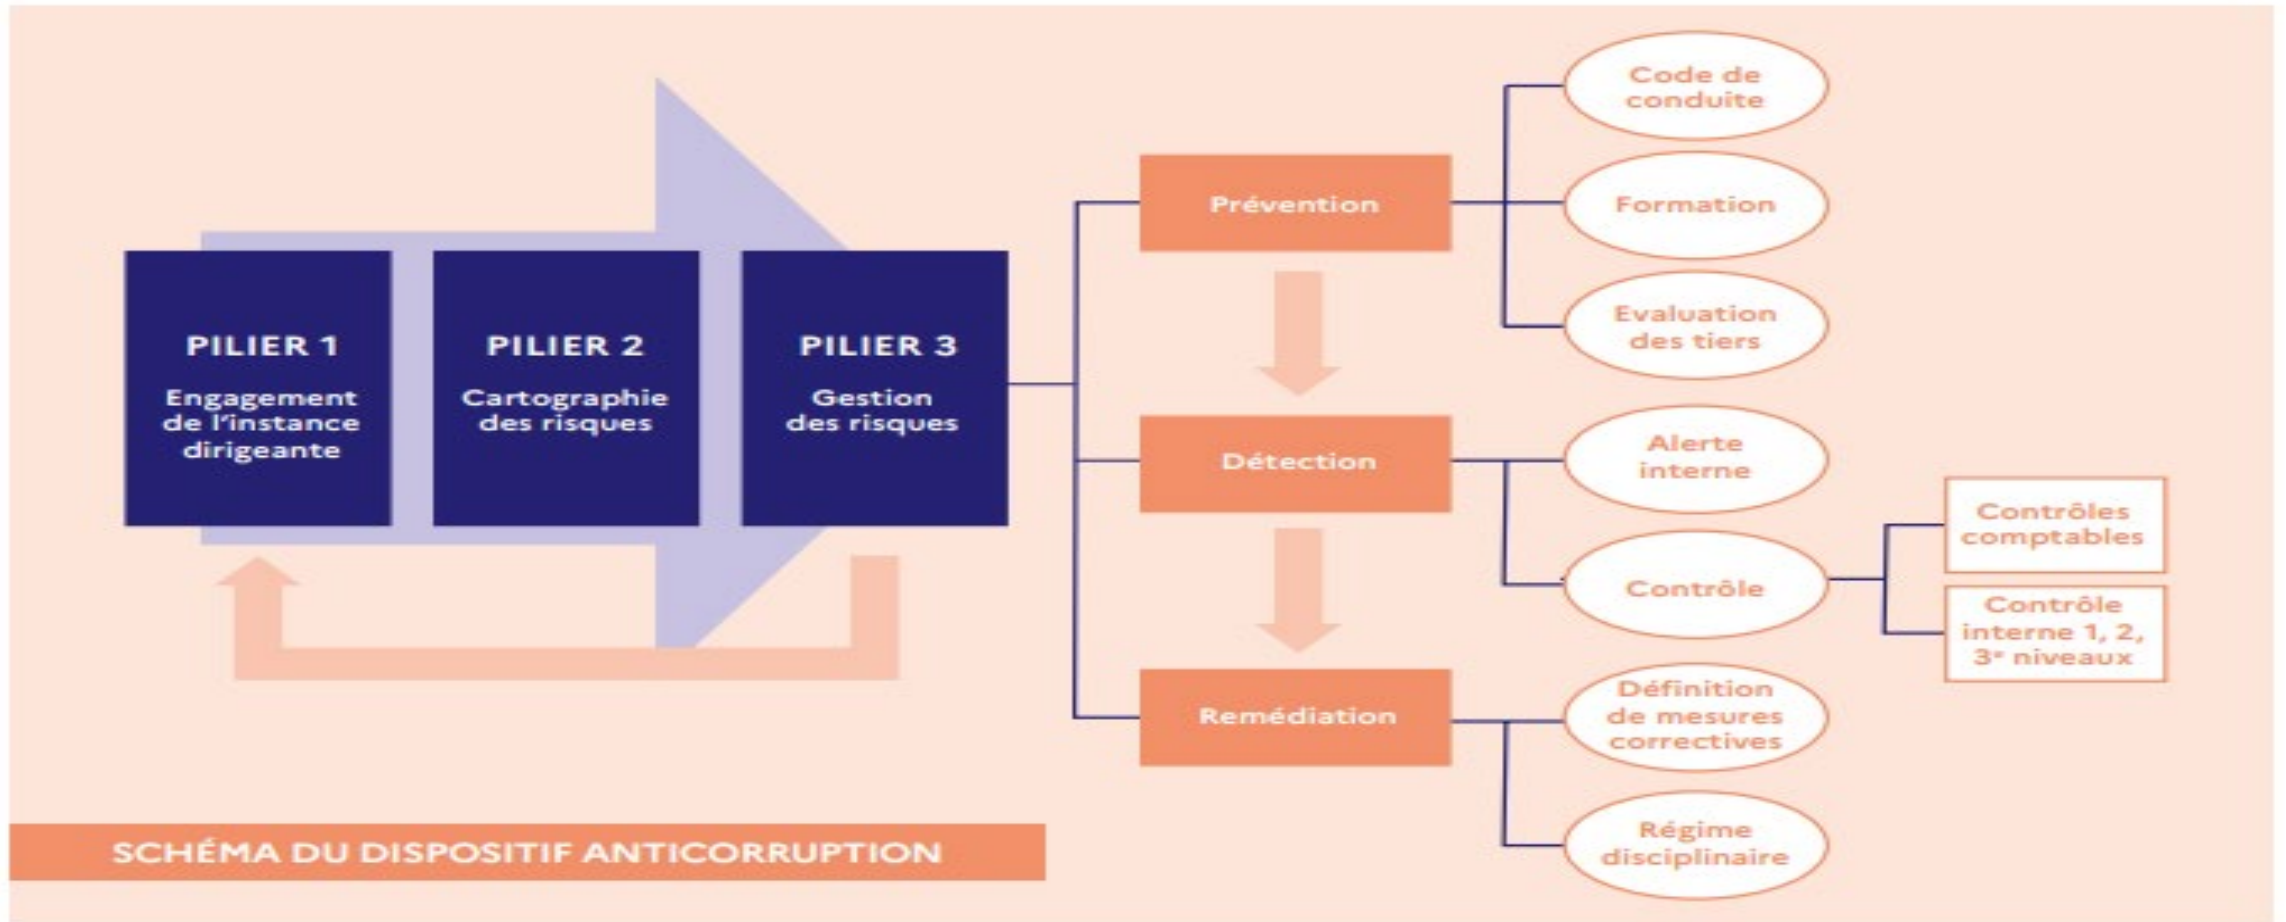 PILIER 1
Engagement
de l'instance
dirigeante
PILIER 2
Cartographie
des risques
PILIER 3
Gestion
des risques
Prévention
Code de
conduite
Formation
Evaluation
des tiers
Détection
Alerte
interne
Contrôle
Contrôles
comptables
Contrôle
interne 1, 2,
3ᵉ niveaux
Remédiation
Définition
de mesures
correctives
Régime
disciplinaire
SCHÉMA DU DISPOSITIF ANTICORRUPTION